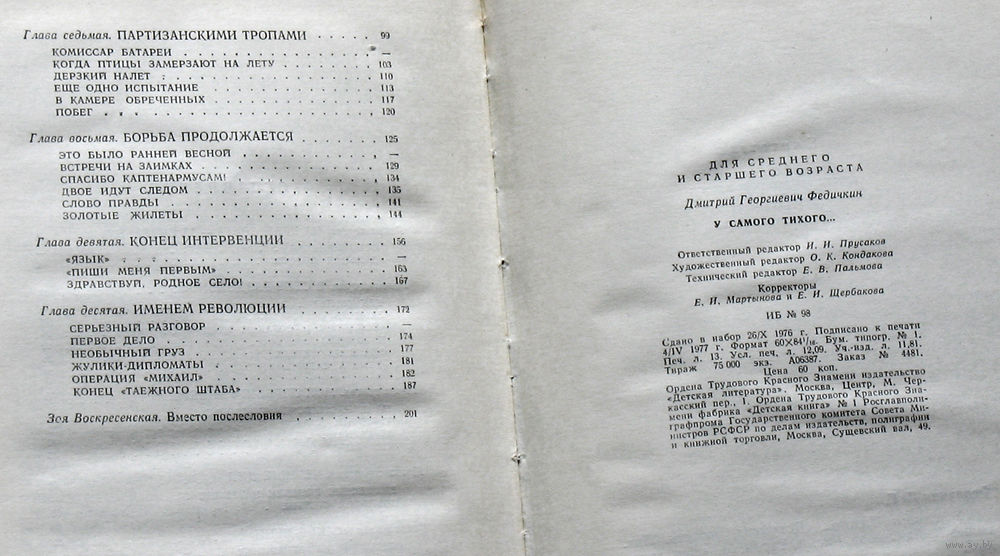 Глава седьмая. ПАРТИЗАНСКИМИ ТРОПАМИ . . . . . 99
КОМИССАР БАТАРЕИ . . . . . . . . . . . . . —
КОГДА ПТИЦЫ ЗАМЕРЗАЮТ НА ЛЕТУ . . . . . . 103
ДЕРЗКИЙ НАЛЕТ . . . . . . . . . . . . . . 110
ЕЩЕ ОДНО ИСПЫТАНИЕ . . . . . . . . . . . . 113
В КАМЕРЕ ОБРЕЧЕННЫХ . . . . . . . . . . . 117
ПОБЕГ . . . . . . . . . . . . . . . . . . 120
Глава восьмая. БОРЬБА ПРОДОЛЖАЕТСЯ . . . . . 125
ЭТО БЫЛО РАННЕЙ ВЕСНОЙ . . . . . . . . . . —
ВСТРЕЧИ НА ЗАИМКАХ . . . . . . . . . . . . 129
СПАСИБО КАПТЕНАРМУСАМ! . . . . . . . . . . 134
ДВОЕ ИДУТ СЛЕДОМ . . . . . . . . . . . . . 135
СЛОВО ПРАВДЫ . . . . . . . . . . . . . . . 141
ЗОЛОТЫЕ ЖИЛЕТЫ . . . . . . . . . . . . . . 144
Глава девятая. КОНЕЦ ИНТЕРВЕНЦИИ . . . . . . 156
«ЯЗЫК» . . . . . . . . . . . . . . . . . . —
«ПИШИ МЕНЯ ПЕРВЫМ» . . . . . . . . . . . . 163
ЗДРАВСТВУЙ, РОДНОЕ СЕЛО! . . . . . . . . . 167
Глава десятая. ИМЕНЕМ РЕВОЛЮЦИИ . . . . . . 172
СЕРЬЕЗНЫЙ РАЗГОВОР . . . . . . . . . . . . —
ПЕРВОЕ ДЕЛО . . . . . . . . . . . . . . . 174
НЕОБЫЧНЫЙ ГРУЗ . . . . . . . . . . . . . . 177
ЖУЛИКИ-ДИПЛОМАТЫ . . . . . . . . . . . . . 181
ОПЕРАЦИЯ «МИХАИЛ» . . . . . . . . . . . . 182
КОНЕЦ «ТАЕЖНОГО ШТАБА» . . . . . . . . . . 187
Зоя Воскресенская. Вместо послесловия . . . . . 201
ДЛЯ СРЕДНЕГО
И СТАРШЕГО ВОЗРАСТА
Дмитрий Георгиевич Федичкин
У САМОГО ТИХОГО...
Ответственный редактор И. И. Прусаков
Художественный редактор О. К. Кондакова
Технический редактор Е. В. Пальмова
Корректоры
Е. И. Мартынова и Е. И. Щербакова
ИБ № 98
Сдано в набор 26/X 1976 г. Подписано к печати
4/IV 1977 г. Формат 60×84¹/₁₆. Бум. типогр. № 1.
Печ. л. 13. Усл. печ. л. 12,09. Уч.-изд. л. 11,81.
Тираж 75 000 экз. А06387. Заказ № 4481.
Цена 60 коп.
Ордена Трудового Красного Знамени издательство
«Детская литература». Москва, Центр, М. Чер-
касский пер., 1. Ордена Трудового Красного Зна-
мени фабрика «Детская книга» № 1 Росглавполи-
графпрома Государственного комитета Совета Ми-
нистров РСФСР по делам издательств, полиграфии
и книжной торговли, Москва, Сущевский вал, 49.
www.ay.by